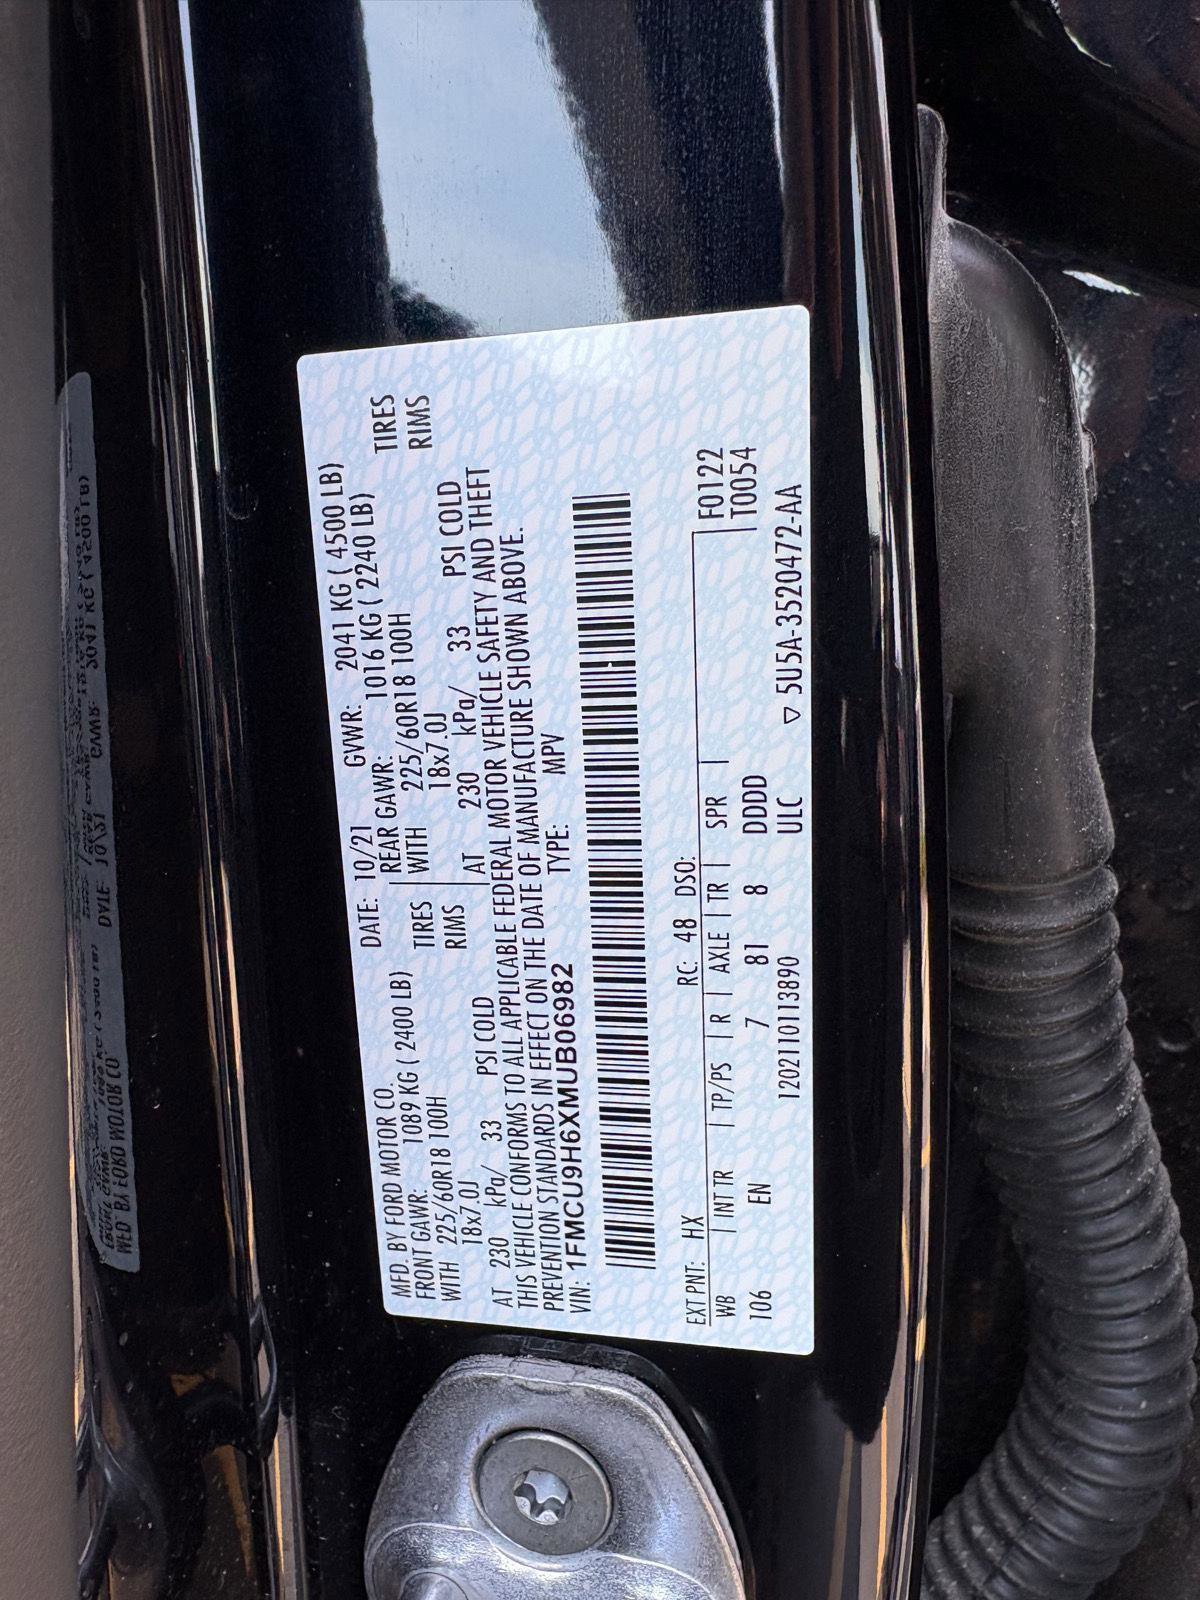 MFD. BY FORD MOTOR CO. DATE: 10/21 GVWR: 2041 KG ( 4500 LB)
FRONT GAWR: 1089 KG ( 2400 LB) REAR GAWR: 1016 KG ( 2240 LB)
WITH 225/60R18 100H TIRES WITH 225/60R18 100H TIRES
18x7.0J RIMS 18x7.0J RIMS
AT 230 kPa/ 33 PSI COLD AT 230 kPa/ 33 PSI COLD
THIS VEHICLE CONFORMS TO ALL APPLICABLE FEDERAL MOTOR VEHICLE SAFETY AND THEFT
PREVENTION STANDARDS IN EFFECT ON THE DATE OF MANUFACTURE SHOWN ABOVE.
VIN: 1FMCU9H6XMUB06982 TYPE: MPV
EXT PNT: HX RC: 48 DSO: F0122
WB | INT TR | TP/PS | R | AXLE | TR | SPR | T0054
106 EN 7 81 8 DDDD
1202110113890 ULC ▽ 5U5A-3520472-AA